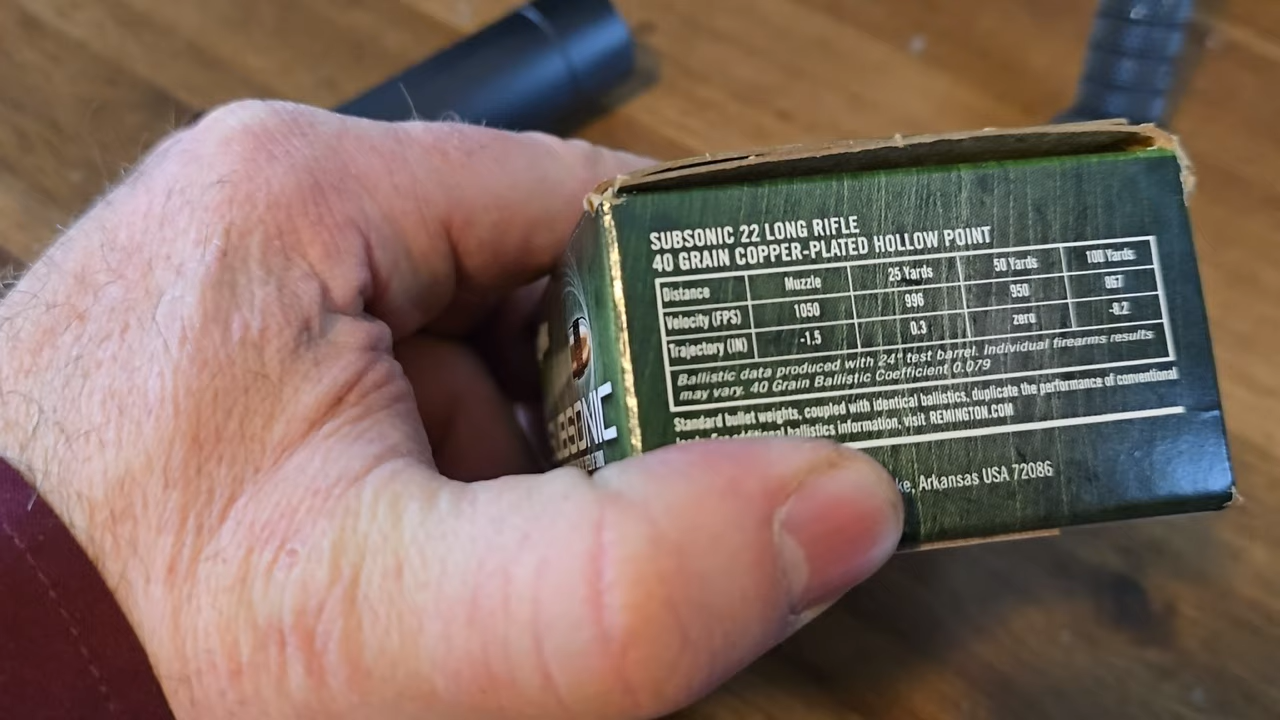 SUBSONIC 22 LONG RIFLE
40 GRAIN COPPER-PLATED HOLLOW POINT
Distance Muzzle 25 Yards 50 Yards 100 Yards
Velocity (FPS) 1050 996 950 867
Trajectory (IN) -1.5 0.3 zero -8.2
Ballistic data produced with 24" test barrel. Individual firearms results
may vary. 40 Grain Ballistic Coefficient 0.079
Standard bullet weights, coupled with identical ballistics, duplicate the performance of conventional
additional ballistics information, visit REMINGTON.COM
ke, Arkansas USA 72086
BSONIC